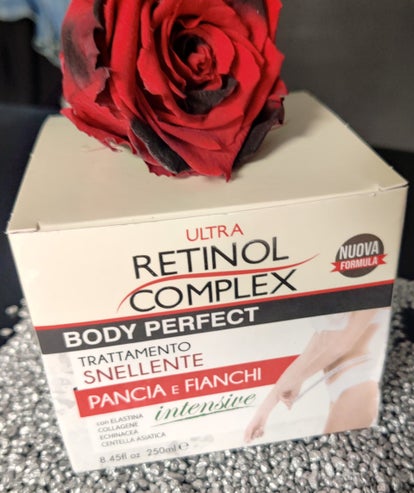 ULTRA
RETINOL
COMPLEX
NUOVA
FORMULA
BODY PERFECT
TRATTAMENTO
SNELLENTE
PANCIA E FIANCHI
intensive
con ELASTINA
COLLAGENE
ECHINACEA
CENTELLA ASIATICA
8.45fl oz 250ml e